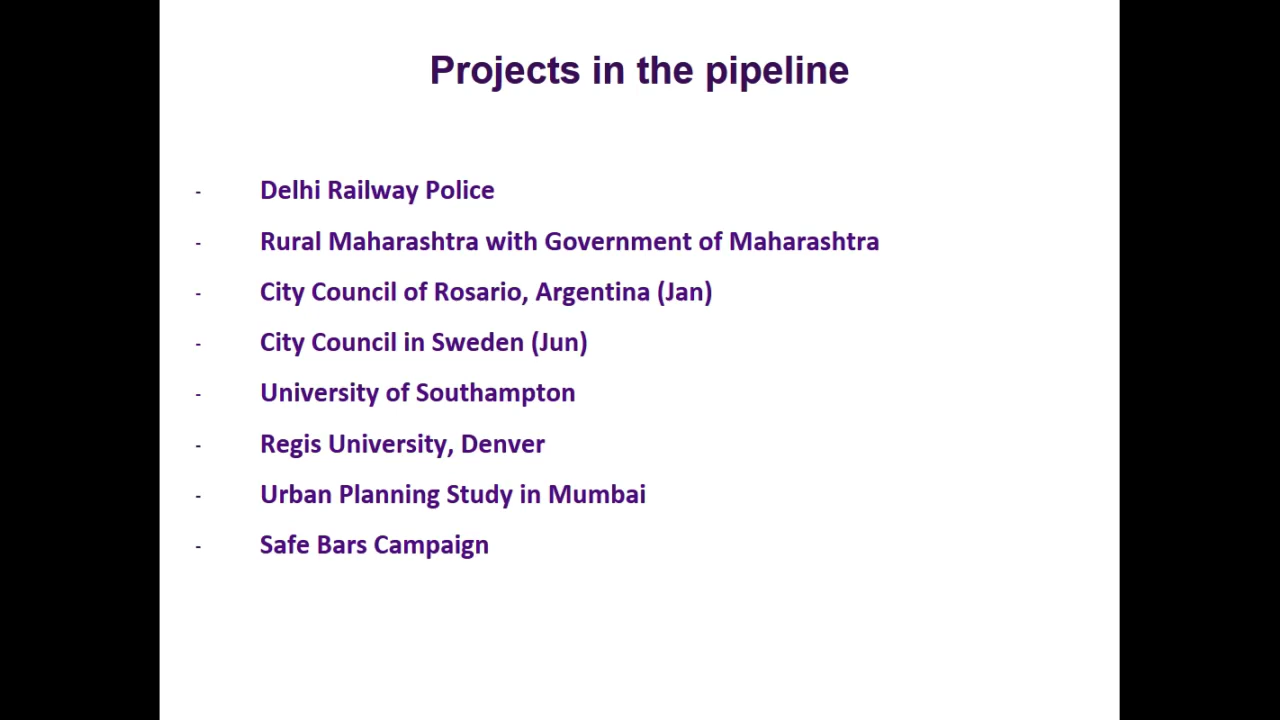 Projects in the pipeline
- Delhi Railway Police
- Rural Maharashtra with Government of Maharashtra
- City Council of Rosario, Argentina (Jan)
- City Council in Sweden (Jun)
- University of Southampton
- Regis University, Denver
- Urban Planning Study in Mumbai
- Safe Bars Campaign